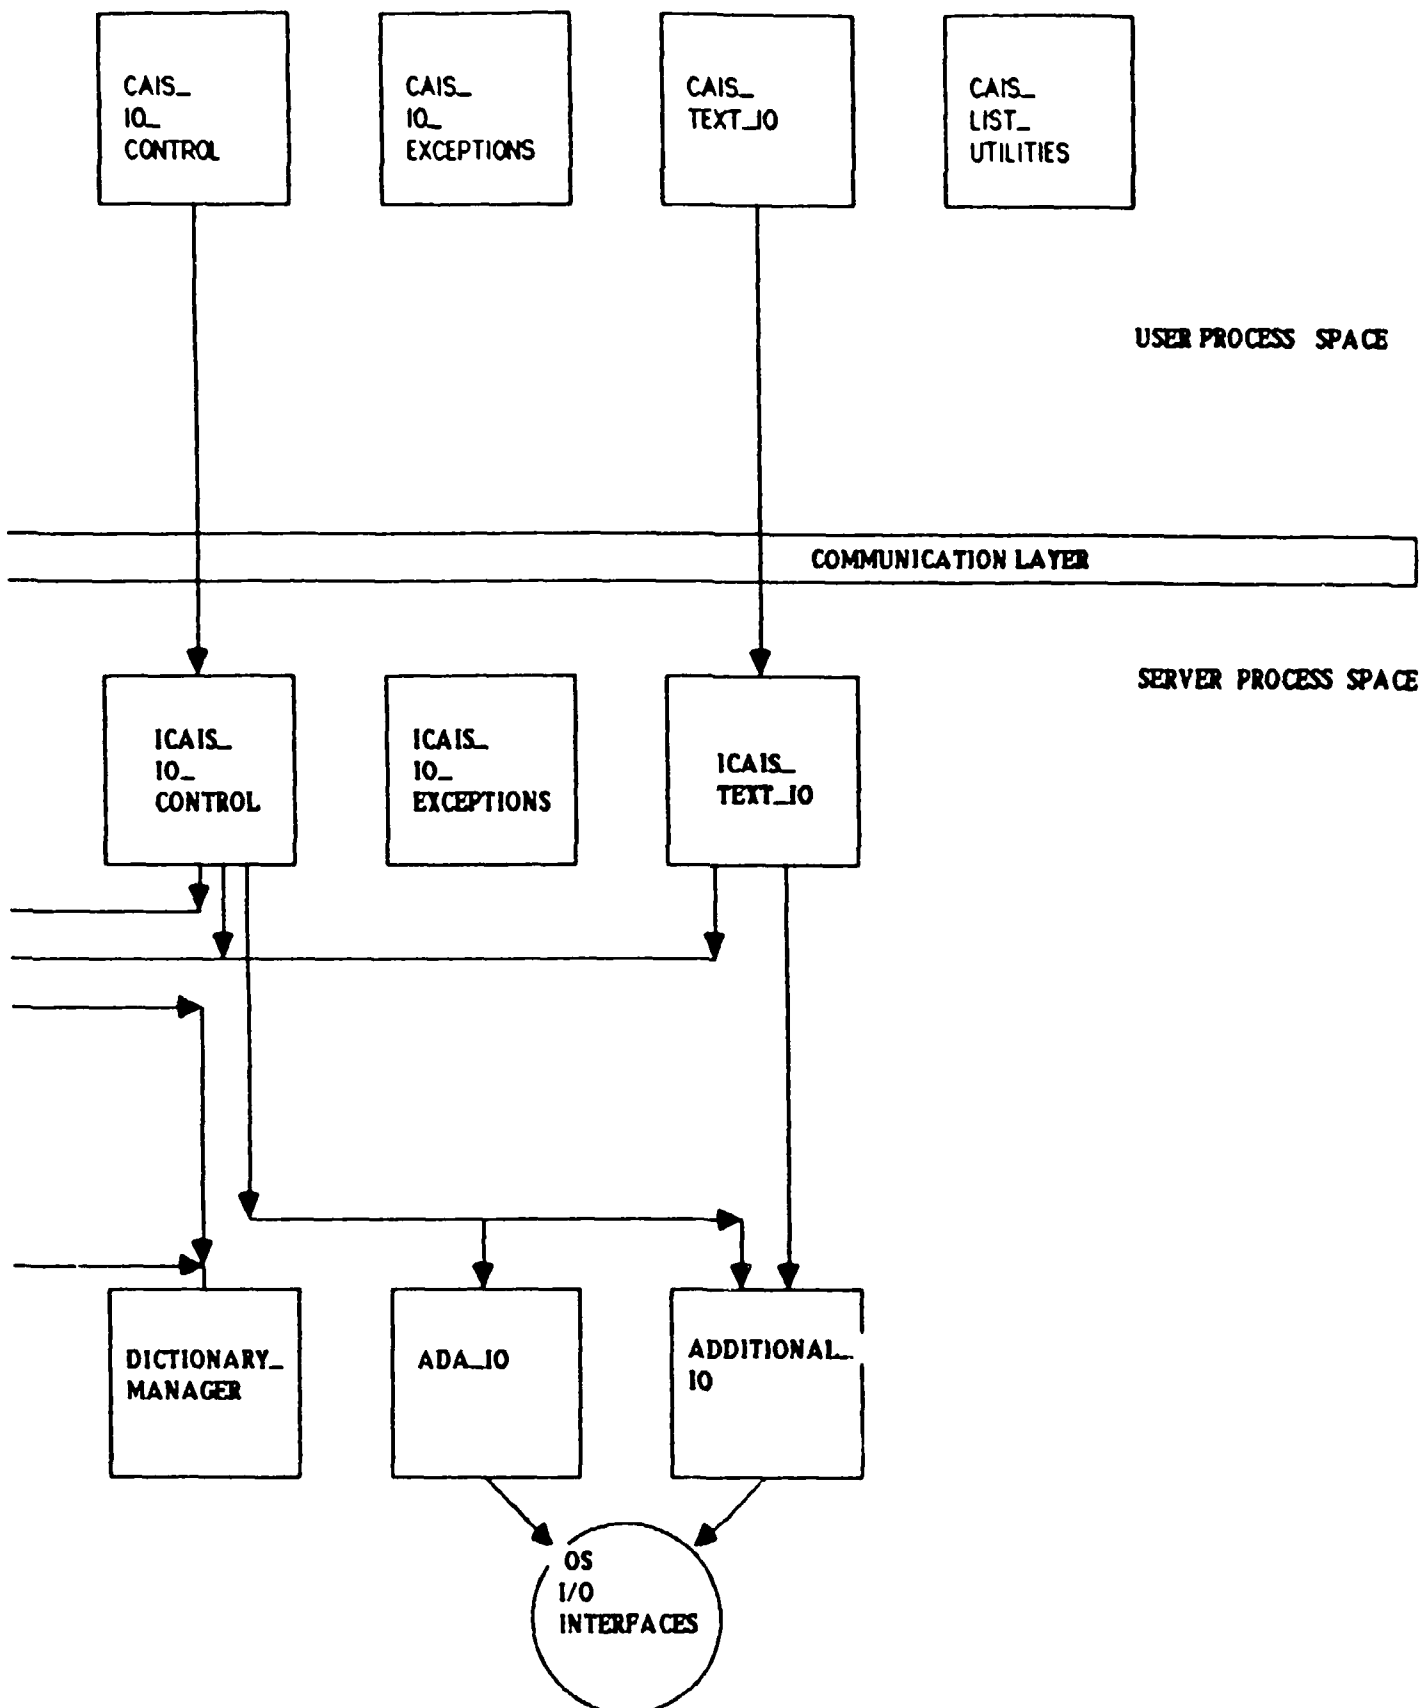 CAIS_
IO_
CONTROL
CAIS_
IO_
EXCEPTIONS
CAIS_
TEXT_IO
CAIS_
LIST_
UTILITIES
USER PROCESS SPACE
COMMUNICATION LAYER
SERVER PROCESS SPACE
ICAIS_
IO_
CONTROL
ICAIS_
IO_
EXCEPTIONS
ICAIS_
TEXT_IO
DICTIONARY_
MANAGER
ADA_IO
ADDITIONAL_
IO
OS
I/O
INTERFACES